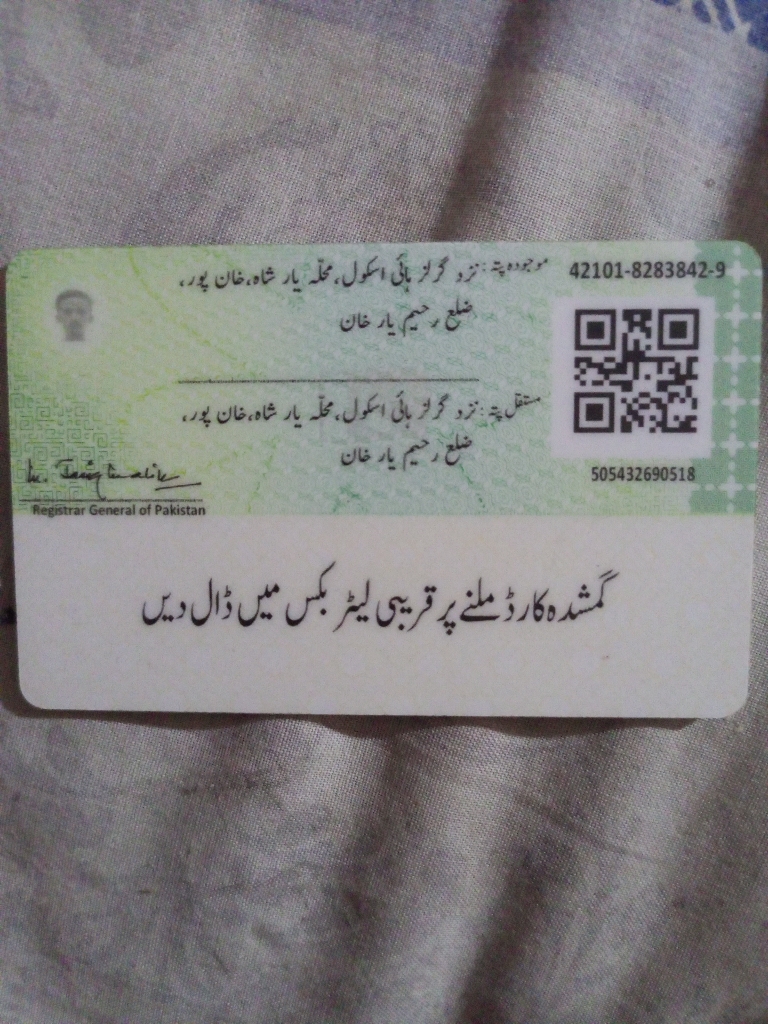 42101-8283842-9
موجودہ پتہ: نزد گرلز ہائی اسکول، محلّہ یار شاہ، خان پور،
ضلع رحیم یار خان
مستقل پتہ: نزد گرلز ہائی اسکول، محلّہ یار شاہ، خان پور،
ضلع رحیم یار خان
505432690518
Registrar General of Pakistan
گمشدہ کارڈ ملنے پر قریبی لیٹر بکس میں ڈال دیں